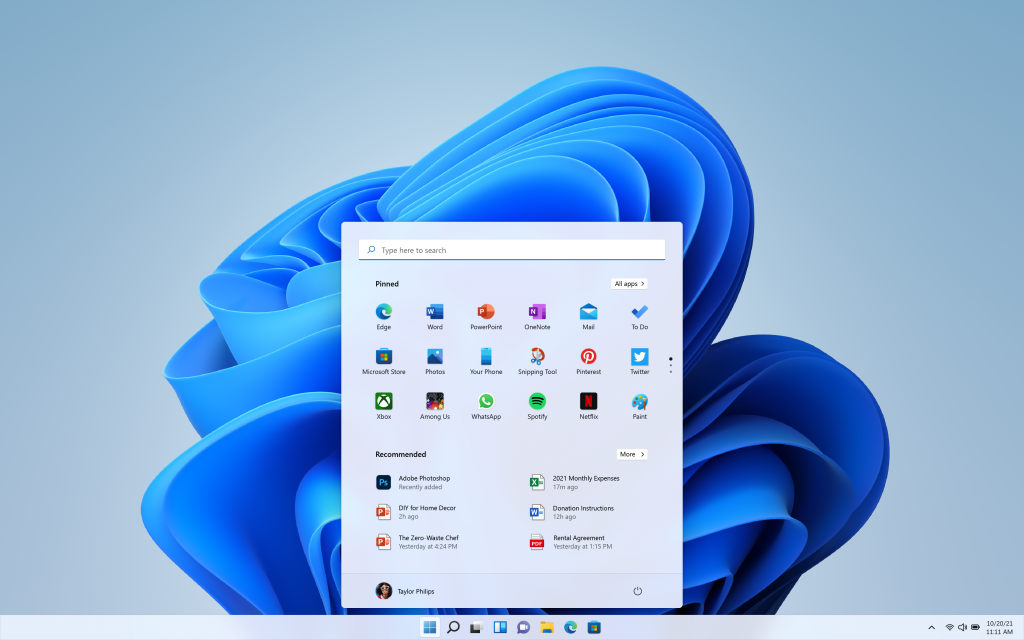 Type here to search
Pinned
All apps >
Edge
Word
PowerPoint
OneNote
Mail
To Do
Microsoft Store
Photos
Your Phone
Snipping Tool
Pinterest
Twitter
Xbox
Among Us
WhatsApp
Spotify
Netflix
Paint
Recommended
More >
Adobe Photoshop
Recently added
2021 Monthly Expenses
17m ago
DIY for Home Decor
2h ago
Donation Instructions
12h ago
The Zero-Waste Chef
Yesterday at 4:24 PM
Rental Agreement
Yesterday at 1:15 PM
Taylor Philips
10/20/21
11:11 AM